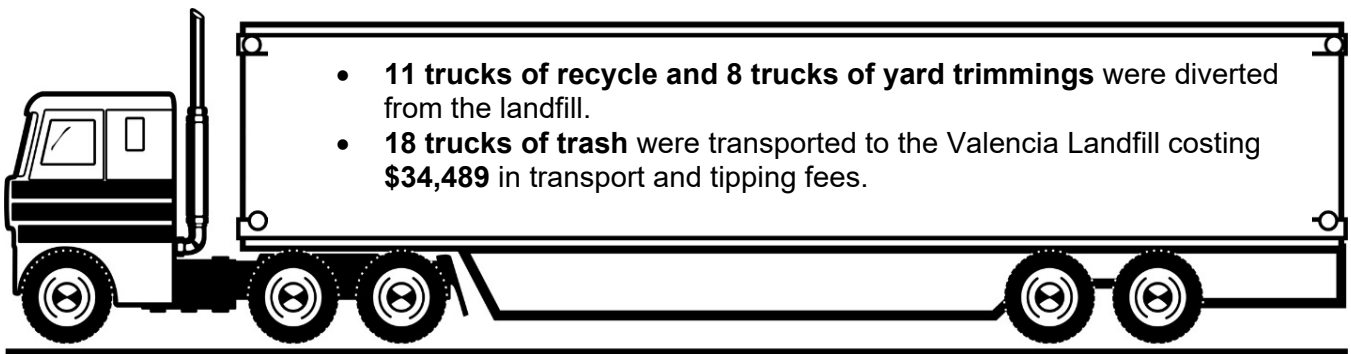 • 11 trucks of recycle and 8 trucks of yard trimmings were diverted
from the landfill.
• 18 trucks of trash were transported to the Valencia Landfill costing
$34,489 in transport and tipping fees.